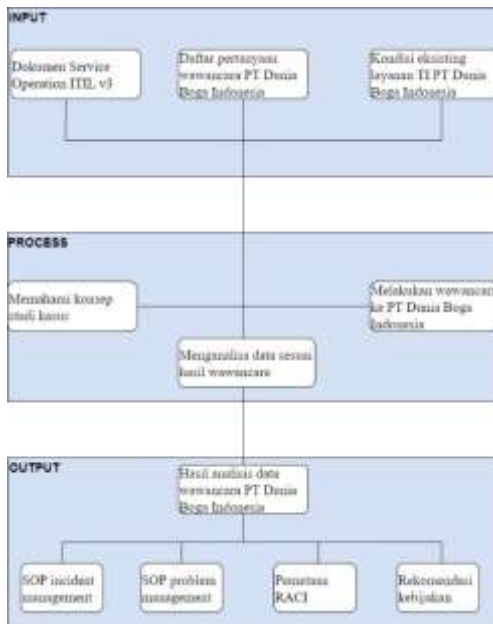 INPUT
Dokumen Service
Operation ITIL v3
Daftar pertanyaan
wawancara PT Dunia
Boga Indonesia
Kondisi eksisting
layanan TI PT Dunia
Boga Indonesia
PROCESS
Memahami konsep
studi kasus
Melakukan wawancara
ke PT Dunia Boga
Indonesia
Menganalisa data sesuai
hasil wawancara
OUTPUT
Hasil analisis data
wawancara PT Dunia
Boga Indonesia
SOP incident
management
SOP problem
management
Pemetaan
RACI
Rekomendasi
kebijakan